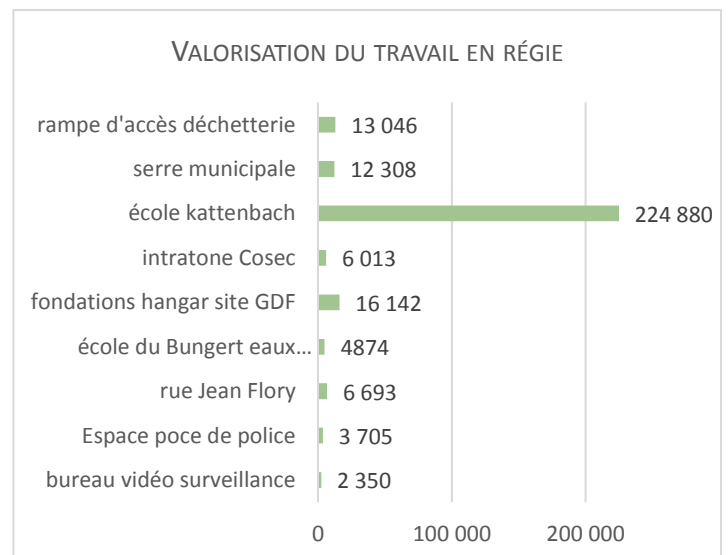 VALORISATION DU TRAVAIL EN RÉGIE
rampe d'accès déchetterie 13 046
serre municipale 12 308
école kattenbach 224 880
intratone Cosec 6 013
fondations hangar site GDF 16 142
école du Bungert eaux... 4874
rue Jean Flory 6 693
Espace poce de police 3 705
bureau vidéo surveillance 2 350
0 100 000 200 000